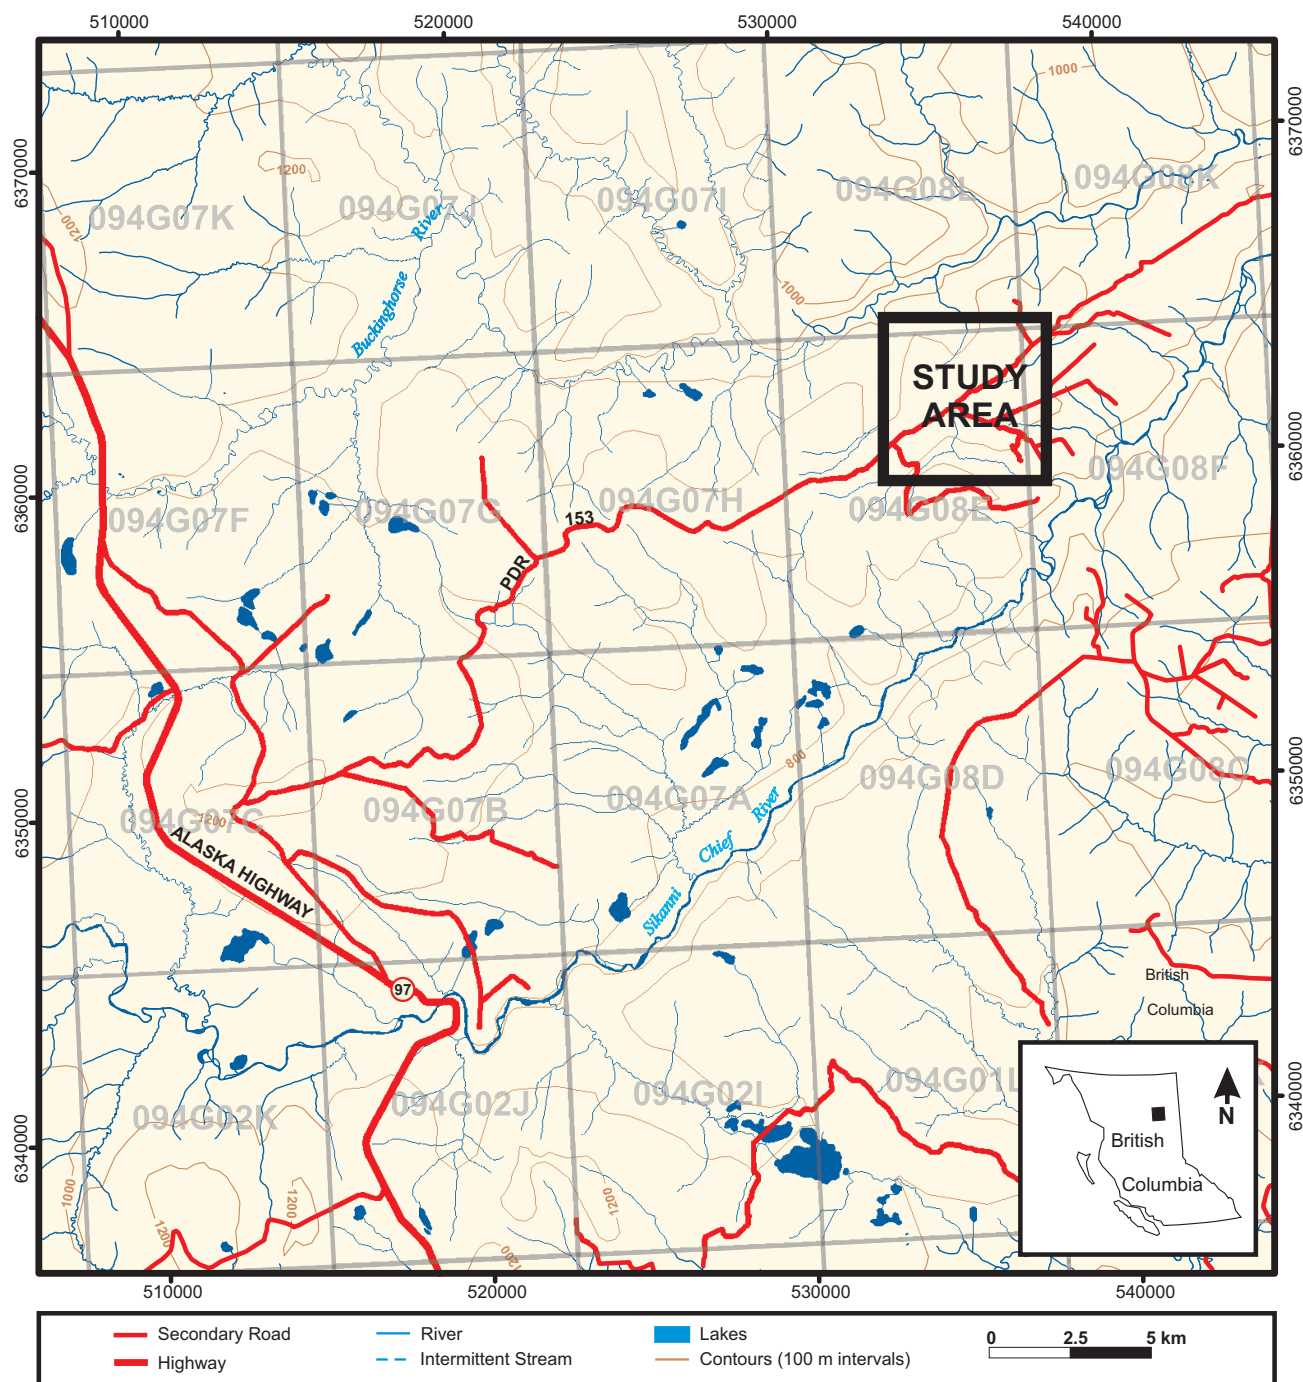 510000
520000
530000
540000
6370000
6360000
6350000
6340000
6370000
6360000
6350000
6340000
1000
1200
1200
094G07K
094G07J
094G07I
094G08L
094G08K
Buckinghorse River
1000
STUDY
AREA
094G07F
094G07G
094G07H
094G08E
094G08F
153
PDR
800
094G07C
1200
094G07B
094G07A
094G08D
094G08C
ALASKA HIGHWAY
Sikanni Chief River
97
British
Columbia
094G02K
094G02J
094G02I
094G01L
1000
1200
1200
1200
1200
N
British
Columbia
510000
520000
530000
540000
Secondary Road
Highway
River
Intermittent Stream
Lakes
Contours (100 m intervals)
0 2.5 5 km